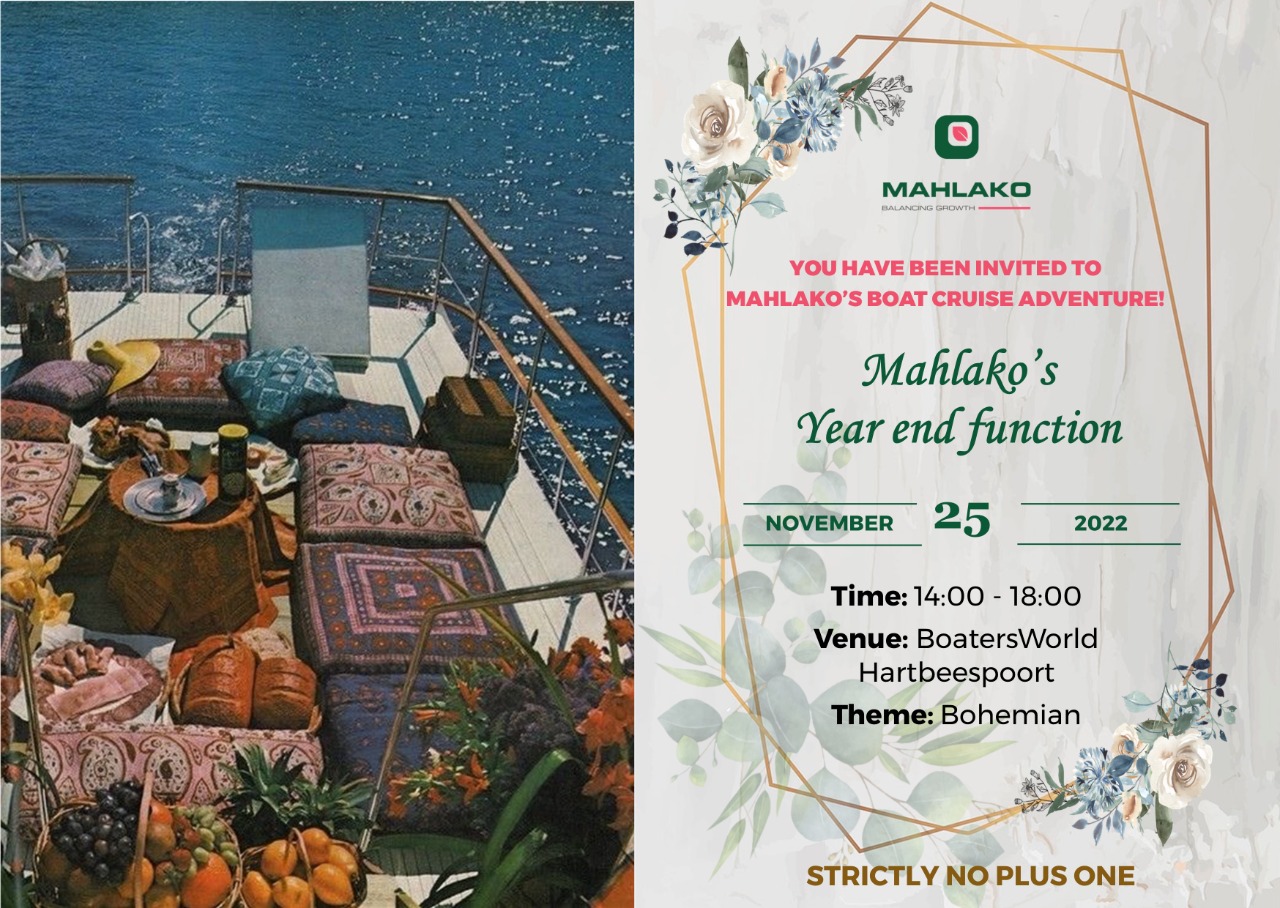 MAHLAKO
BALANCING GROWTH
YOU HAVE BEEN INVITED TO
MAHLAKO'S BOAT CRUISE ADVENTURE!
Mahlako's
Year end function
NOVEMBER 25 2022
Time: 14:00 - 18:00
Venue: BoatersWorld
Hartbeespoort
Theme: Bohemian
STRICTLY NO PLUS ONE